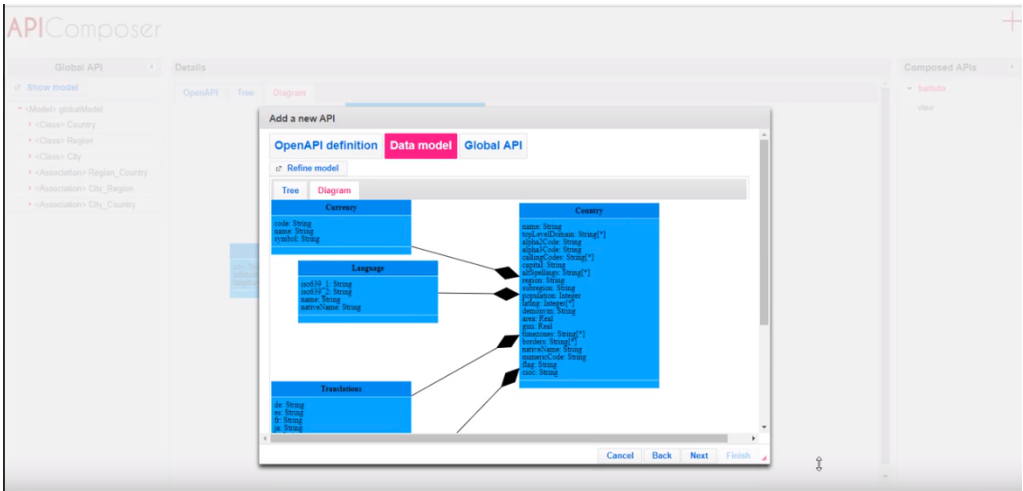 APIComposer
Global API
Details
Composed APIs
Show model
OpenAPI Tree Diagram
<Model> globalModel
<Class> Country
<Class> Region
<Class> City
<Association> Region_Country
<Association> City_Region
<Association> City_Country
battuta
view
Add a new API
OpenAPI definition Data model Global API
Refine model
Tree Diagram
Currency
code: String
name: String
symbol: String
Language
iso639_1: String
iso639_2: String
name: String
nativeName: String
Translations
de: String
es: String
fr: String
ja: String
Country
name: String
topLevelDomain: String[*]
alpha2Code: String
alpha3Code: String
callingCodes: String[*]
capital: String
altSpellings: String[*]
region: String
subregion: String
population: Integer
latlng: Integer[*]
demonym: String
area: Real
gini: Real
timezones: String[*]
borders: String[*]
nativeName: String
numericCode: String
flag: String
cioc: String
Cancel Back Next Finish